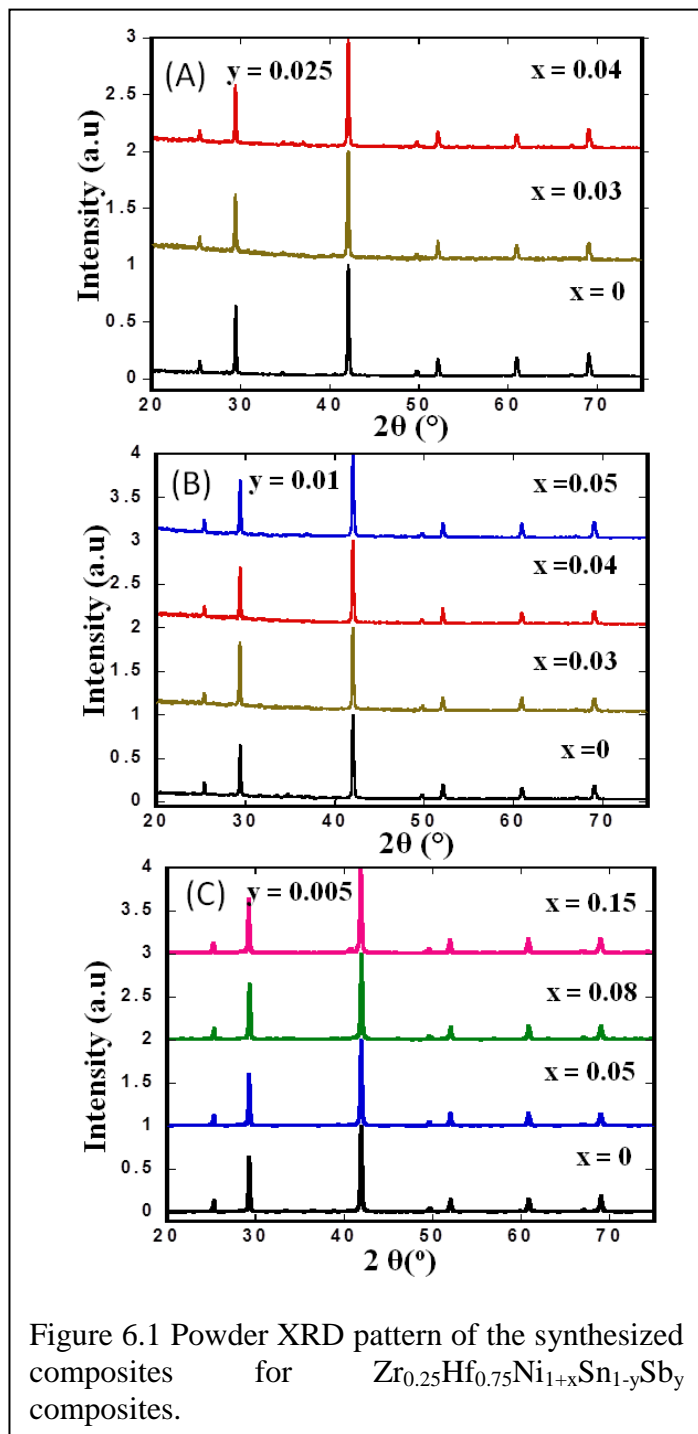 (A)
y = 0.025
x = 0.04
x = 0.03
x = 0
Intensity (a.u)
3
2.5
2
1.5
1
0.5
0
20 30 40 50 60 70
2θ (°)
(B)
y = 0.01
x =0.05
x =0.04
x =0.03
x =0
Intensity (a.u)
4
3.5
3
2.5
2
1.5
1
0.5
0
20 30 40 50 60 70
2θ (°)
(C)
y = 0.005
x = 0.15
x = 0.08
x = 0.05
x = 0
Intensity (a.u)
4
3.5
3
2.5
2
1.5
1
0.5
0
20 30 40 50 60 70
2 θ(º)
Figure 6.1 Powder XRD pattern of the synthesized
composites for Zr0.25Hf0.75Ni1+xSn1-ySby
composites.